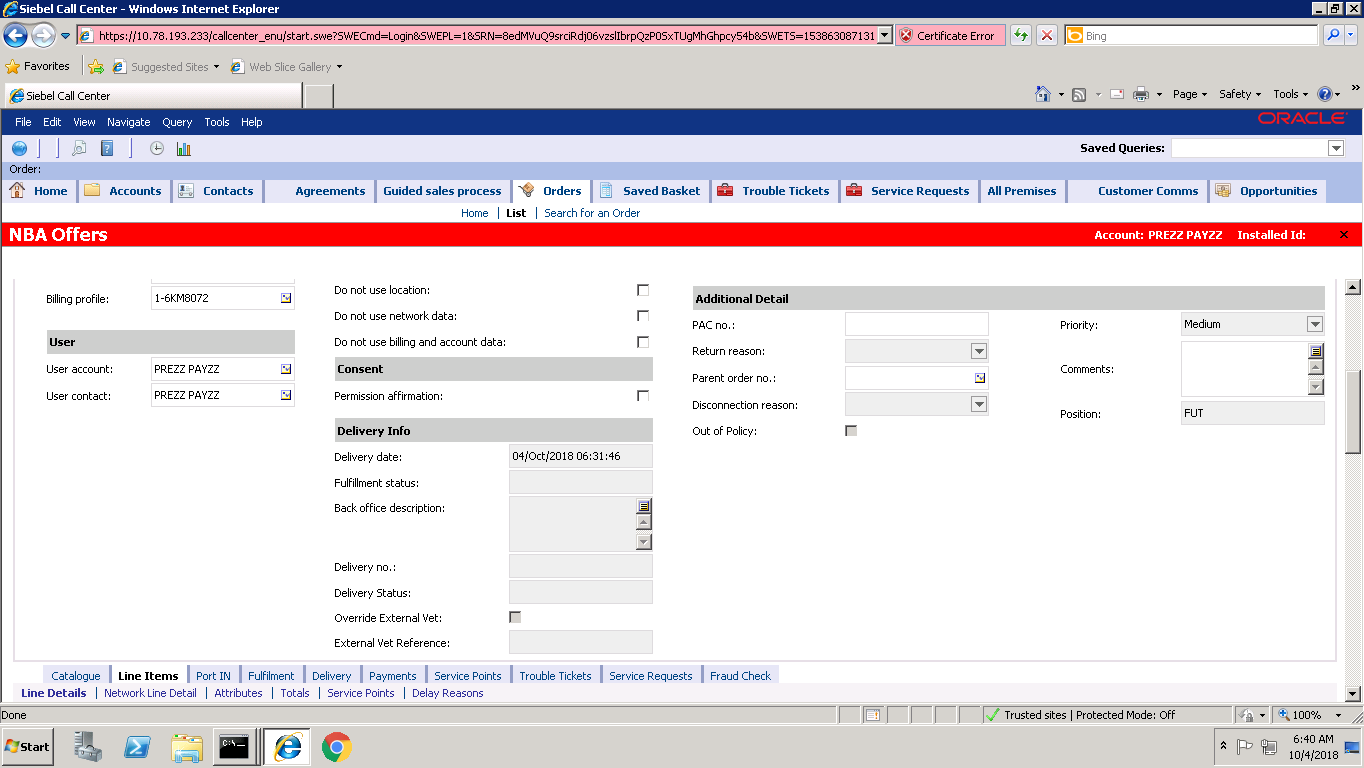 Siebel Call Center - Windows Internet Explorer
https://10.78.193.233/callcenter_enu/start.swe?SWECmd=Login&SWEPL=1&SRN=8edMVuQ9srciRdj06vzslIbrpQzP0SxTUgMhGhpcy54b&SWETS=153863087131
Certificate Error
Bing
Favorites
Suggested Sites
Web Slice Gallery
Siebel Call Center
Page
Safety
Tools
File Edit View Navigate Query Tools Help
ORACLE
Saved Queries:
Order:
Home Accounts Contacts Agreements Guided sales process Orders Saved Basket Trouble Tickets Service Requests All Premises Customer Comms Opportunities
Home | List | Search for an Order
NBA Offers
Account: PREZZ PAYZZ Installed Id:
Billing profile: 1-6KM8072
User
User account: PREZZ PAYZZ
User contact: PREZZ PAYZZ
Do not use location:
Do not use network data:
Do not use billing and account data:
Consent
Permission affirmation:
Delivery Info
Delivery date: 04/Oct/2018 06:31:46
Fulfillment status:
Back office description:
Delivery no.:
Delivery Status:
Override External Vet:
External Vet Reference:
Additional Detail
PAC no.:
Return reason:
Parent order no.:
Disconnection reason:
Out of Policy:
Priority: Medium
Comments:
Position: FUT
Catalogue Line Items Port IN Fulfilment Delivery Payments Service Points Trouble Tickets Service Requests Fraud Check
Line Details | Network Line Detail | Attributes | Totals | Service Points | Delay Reasons
Done
Trusted sites | Protected Mode: Off
100%
Start
C:\
6:40 AM
10/4/2018